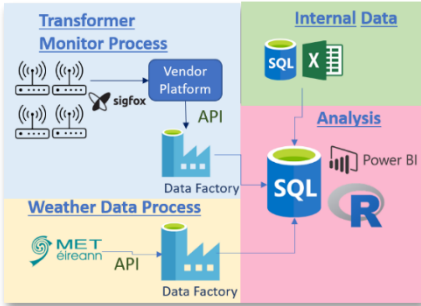 Transformer
Monitor Process
Vendor
Platform
sigfox
API
Data Factory
Internal Data
SQL
X
Analysis
SQL
Power BI
R
Weather Data Process
MET
éireann
API
Data Factory